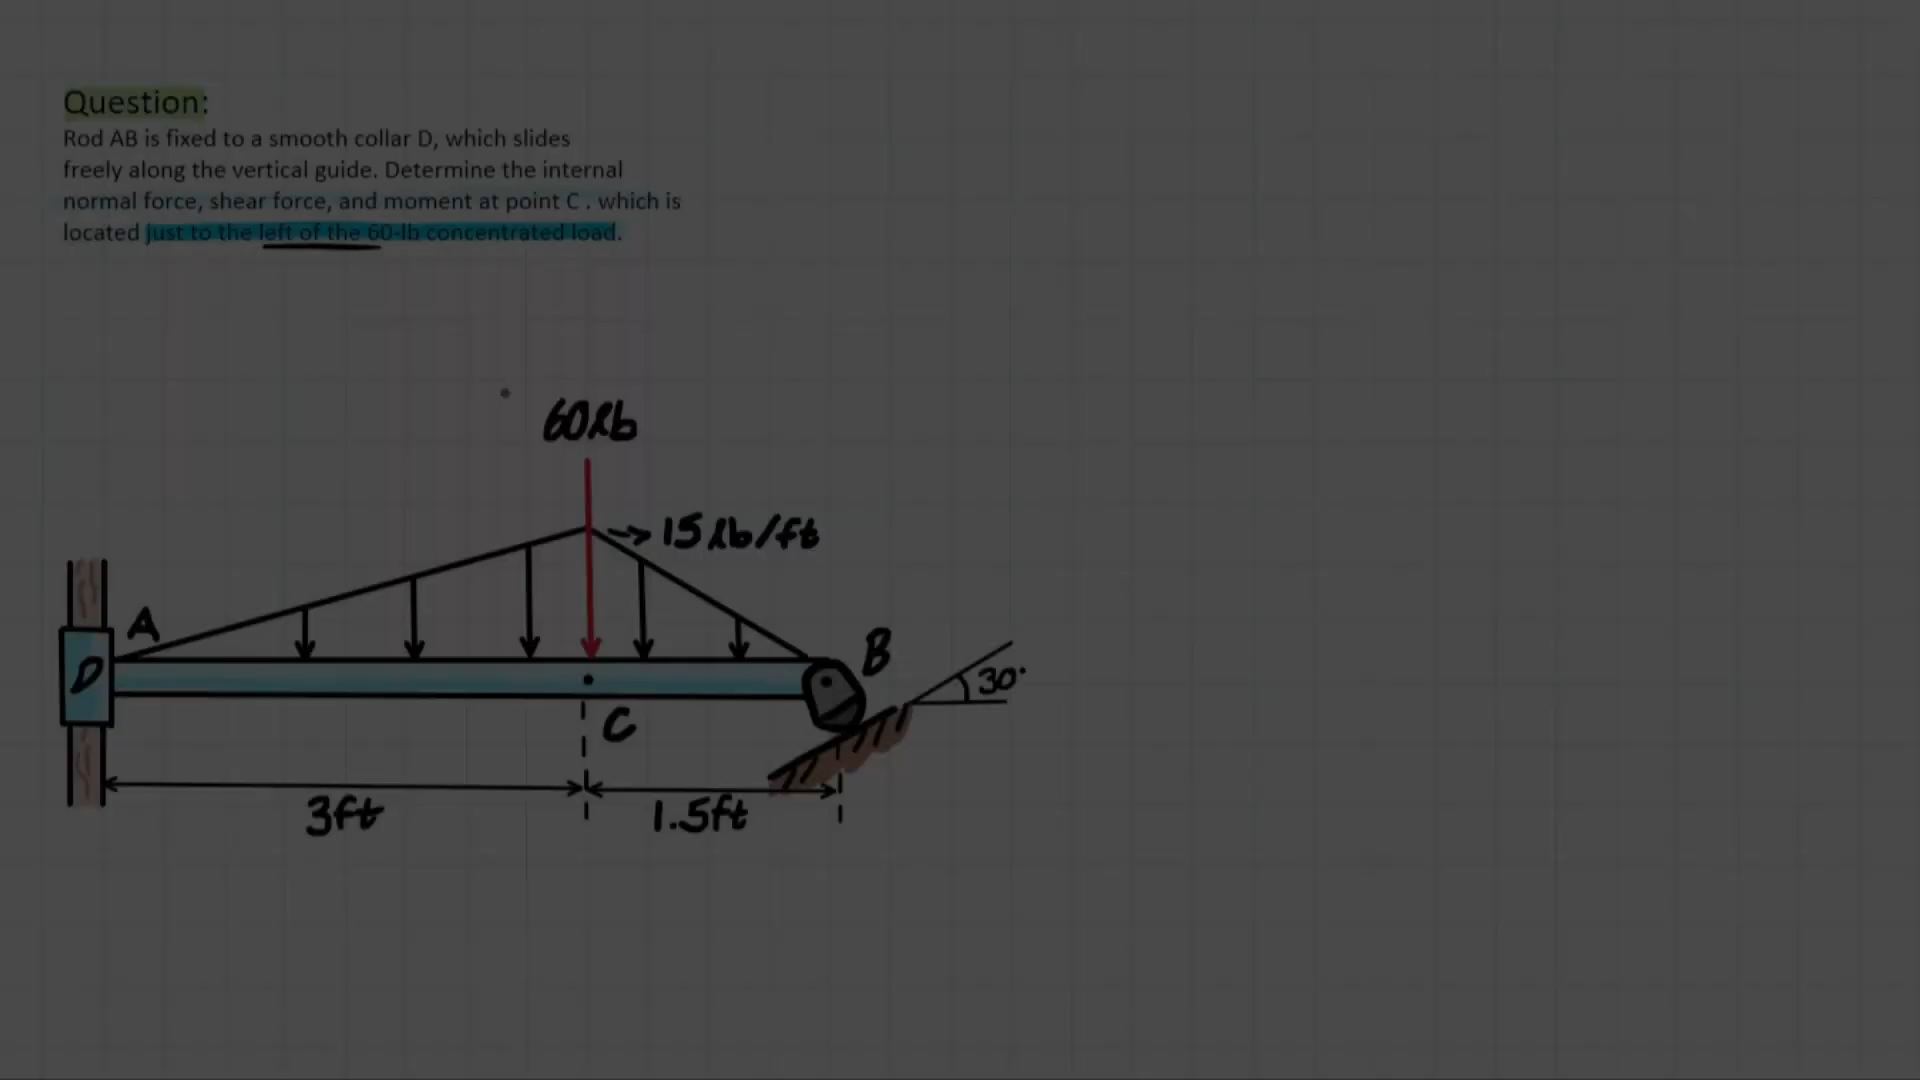 Question:
Rod AB is fixed to a smooth collar D, which slides
freely along the vertical guide. Determine the internal
normal force, shear force, and moment at point C . which is
located just to the left of the 60-lb concentrated load.
60lb
15 lb/ft
A
D
B
30°
C
3ft
1.5ft